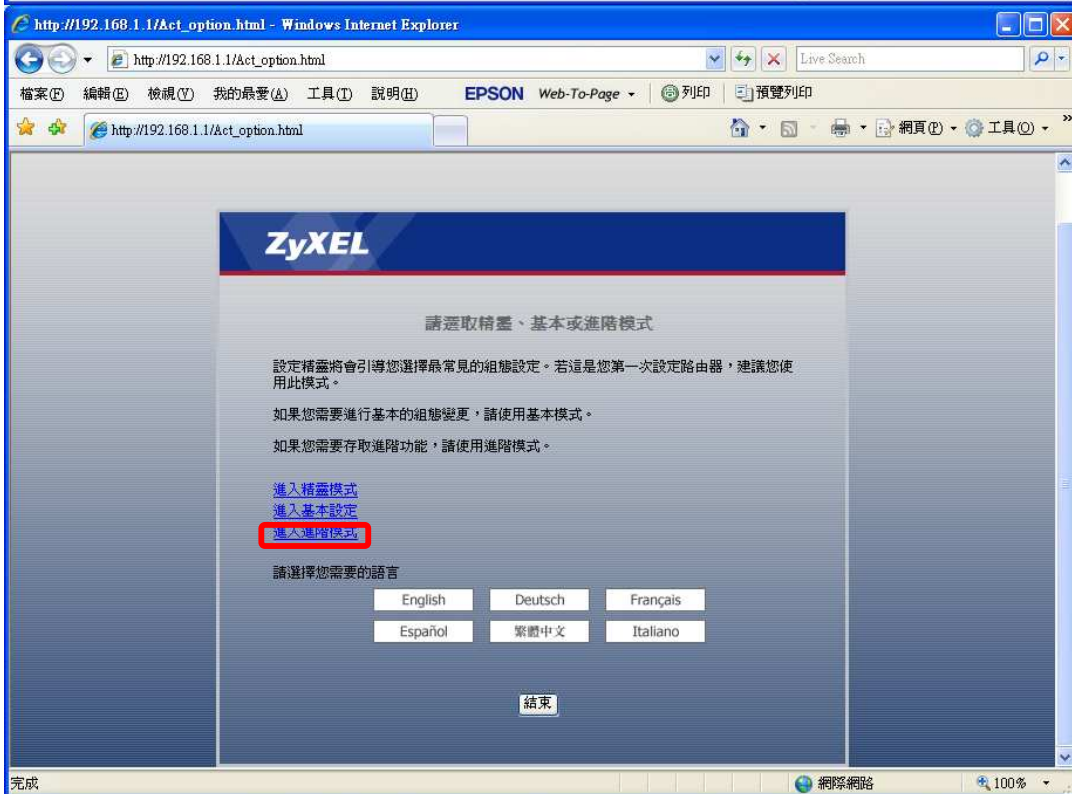 http://192.168.1.1/Act_option.html - Windows Internet Explorer
http://192.168.1.1/Act_option.html
Live Search
檔案(F) 編輯(E) 檢視(V) 我的最愛(A) 工具(T) 說明(H) EPSON Web-To-Page 列印 預覽列印
http://192.168.1.1/Act_option.html 網頁(P) 工具(O) »
ZyXEL
請選取精靈、基本或進階模式
設定精靈將會引導您選擇最常見的組態設定。若這是您第一次設定路由器，建議您使
用此模式。
如果您需要進行基本的組態變更，請使用基本模式。
如果您需要存取進階功能，請使用進階模式。
進入精靈模式
進入基本設定
進入進階模式
請選擇您需要的語言
English Deutsch Français
Español 繁體中文 Italiano
結束
完成 網際網路 100%